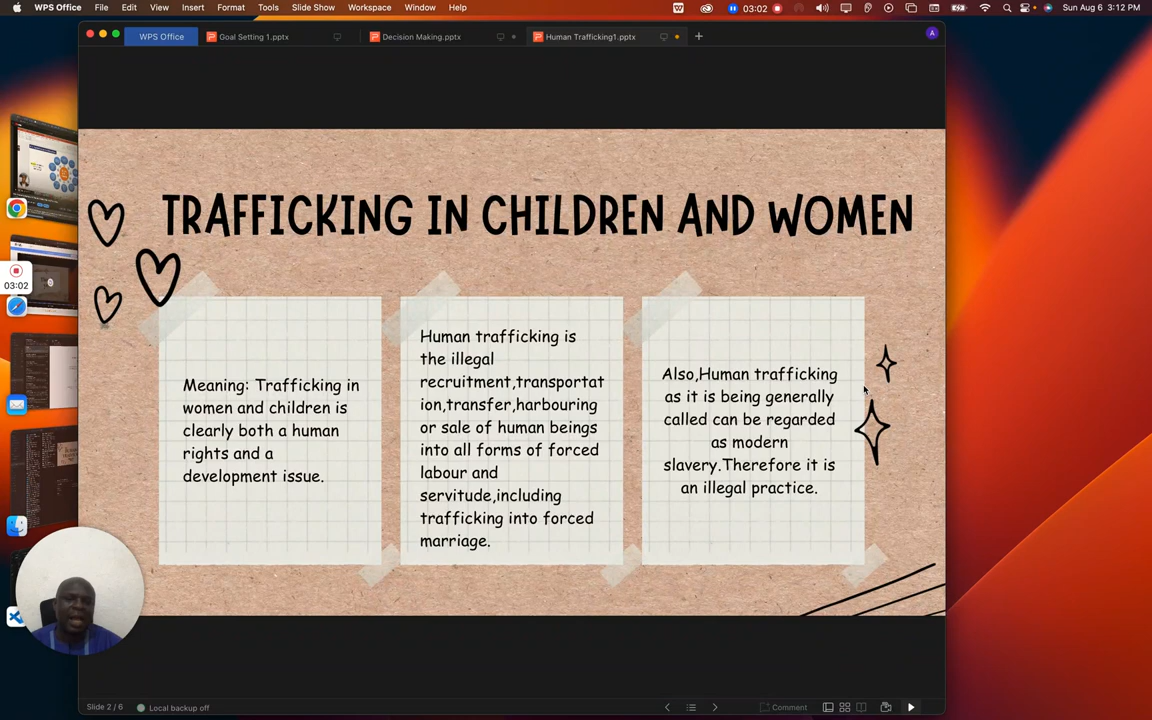 WPS Office File Edit View Insert Format Tools Slide Show Workspace Window Help 03:02 Sun Aug 6 3:12 PM
WPS Office Goal Setting 1.pptx Decision Making.pptx Human Trafficking1.pptx + A
TRAFFICKING IN CHILDREN AND WOMEN
03:02
Meaning: Trafficking in
women and children is
clearly both a human
rights and a
development issue.
Human trafficking is
the illegal
recruitment,transportat
ion,transfer,harbouring
or sale of human beings
into all forms of forced
labour and
servitude,including
trafficking into forced
marriage.
Also,Human trafficking
as it is being generally
called can be regarded
as modern
slavery.Therefore it is
an illegal practice.
Slide 2 / 6 Local backup off Comment